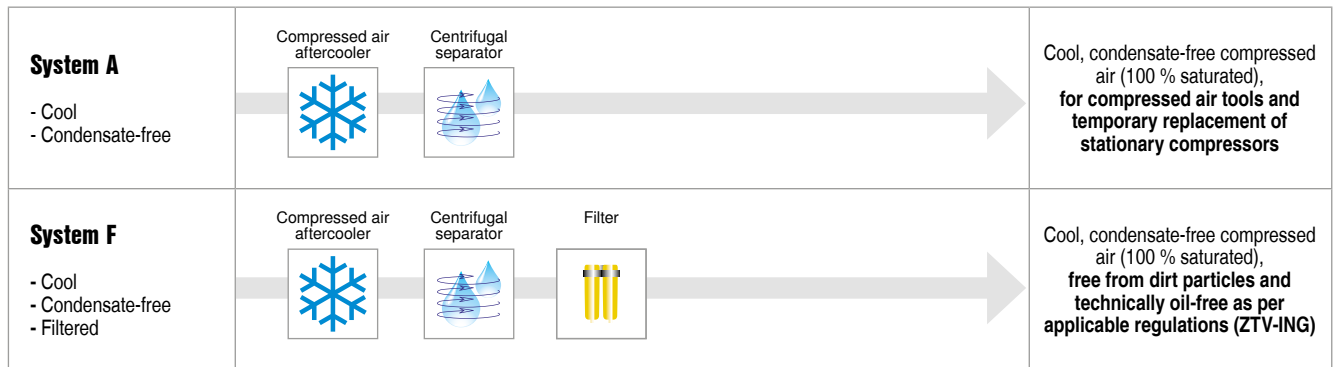 System A
- Cool
- Condensate-free
Compressed air
aftercooler
Centrifugal
separator
Cool, condensate-free compressed
air (100 % saturated),
for compressed air tools and
temporary replacement of
stationary compressors
System F
- Cool
- Condensate-free
- Filtered
Compressed air
aftercooler
Centrifugal
separator
Filter
Cool, condensate-free compressed
air (100 % saturated),
free from dirt particles and
technically oil-free as per
applicable regulations (ZTV-ING)